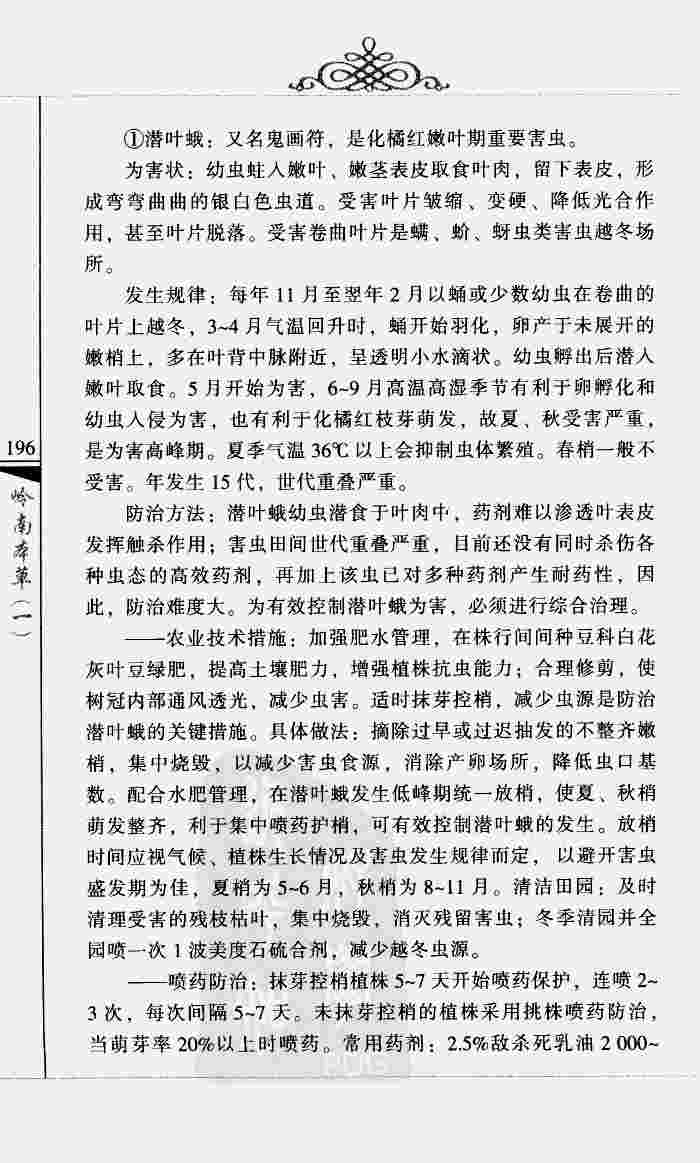 ①潜叶蛾：又名鬼画符，是化橘红嫩叶期重要害虫。
为害状：幼虫蛀入嫩叶、嫩茎表皮取食叶肉，留下表皮，形
成弯弯曲曲的银白色虫道。受害叶片皱缩、变硬、降低光合作
用，甚至叶片脱落。受害卷曲叶片是螨、蚧、蚜虫类害虫越冬场
所。
发生规律：每年 11 月至翌年 2 月以蛹或少数幼虫在卷曲的
叶片上越冬，3~4 月气温回升时，蛹开始羽化，卵产于未展开的
嫩梢上，多在叶背中脉附近，呈透明小水滴状。幼虫孵出后潜入
嫩叶取食。5 月开始为害，6~9 月高温高湿季节有利于卵孵化和
幼虫入侵为害，也有利于化橘红枝芽萌发，故夏、秋受害严重，
是为害高峰期。夏季气温 36℃ 以上会抑制虫体繁殖。春梢一般不
受害。年发生 15 代，世代重叠严重。
防治方法：潜叶蛾幼虫潜食于叶肉中，药剂难以渗透叶表皮
发挥触杀作用；害虫田间世代重叠严重，目前还没有同时杀伤各
种虫态的高效药剂，再加上该虫已对多种药剂产生耐药性，因
此，防治难度大。为有效控制潜叶蛾为害，必须进行综合治理。
——农业技术措施：加强肥水管理，在株行间间种豆科白花
灰叶豆绿肥，提高土壤肥力，增强植株抗虫能力；合理修剪，使
树冠内部通风透光，减少虫害。适时抹芽控梢，减少虫源是防治
潜叶蛾的关键措施。具体做法：摘除过早或过迟抽发的不整齐嫩
梢，集中烧毁，以减少害虫食源，消除产卵场所，降低虫口基
数。配合水肥管理，在潜叶蛾发生低峰期统一放梢，使夏、秋梢
萌发整齐，利于集中喷药护梢，可有效控制潜叶蛾的发生。放梢
时间应视气候、植株生长情况及害虫发生规律而定，以避开害虫
盛发期为佳，夏梢为 5~6 月，秋梢为 8~11 月。清洁田园：及时
清理受害的残枝枯叶，集中烧毁，消灭残留害虫；冬季清园并全
园喷一次 1 波美度石硫合剂，减少越冬虫源。
——喷药防治：抹芽控梢植株 5~7 天开始喷药保护，连喷 2~
3 次，每次间隔 5~7 天。未抹芽控梢的植株采用挑株喷药防治，
当萌芽率 20%以上时喷药。常用药剂：2.5%敌杀死乳油 2 000~
196
岭南本草（一）